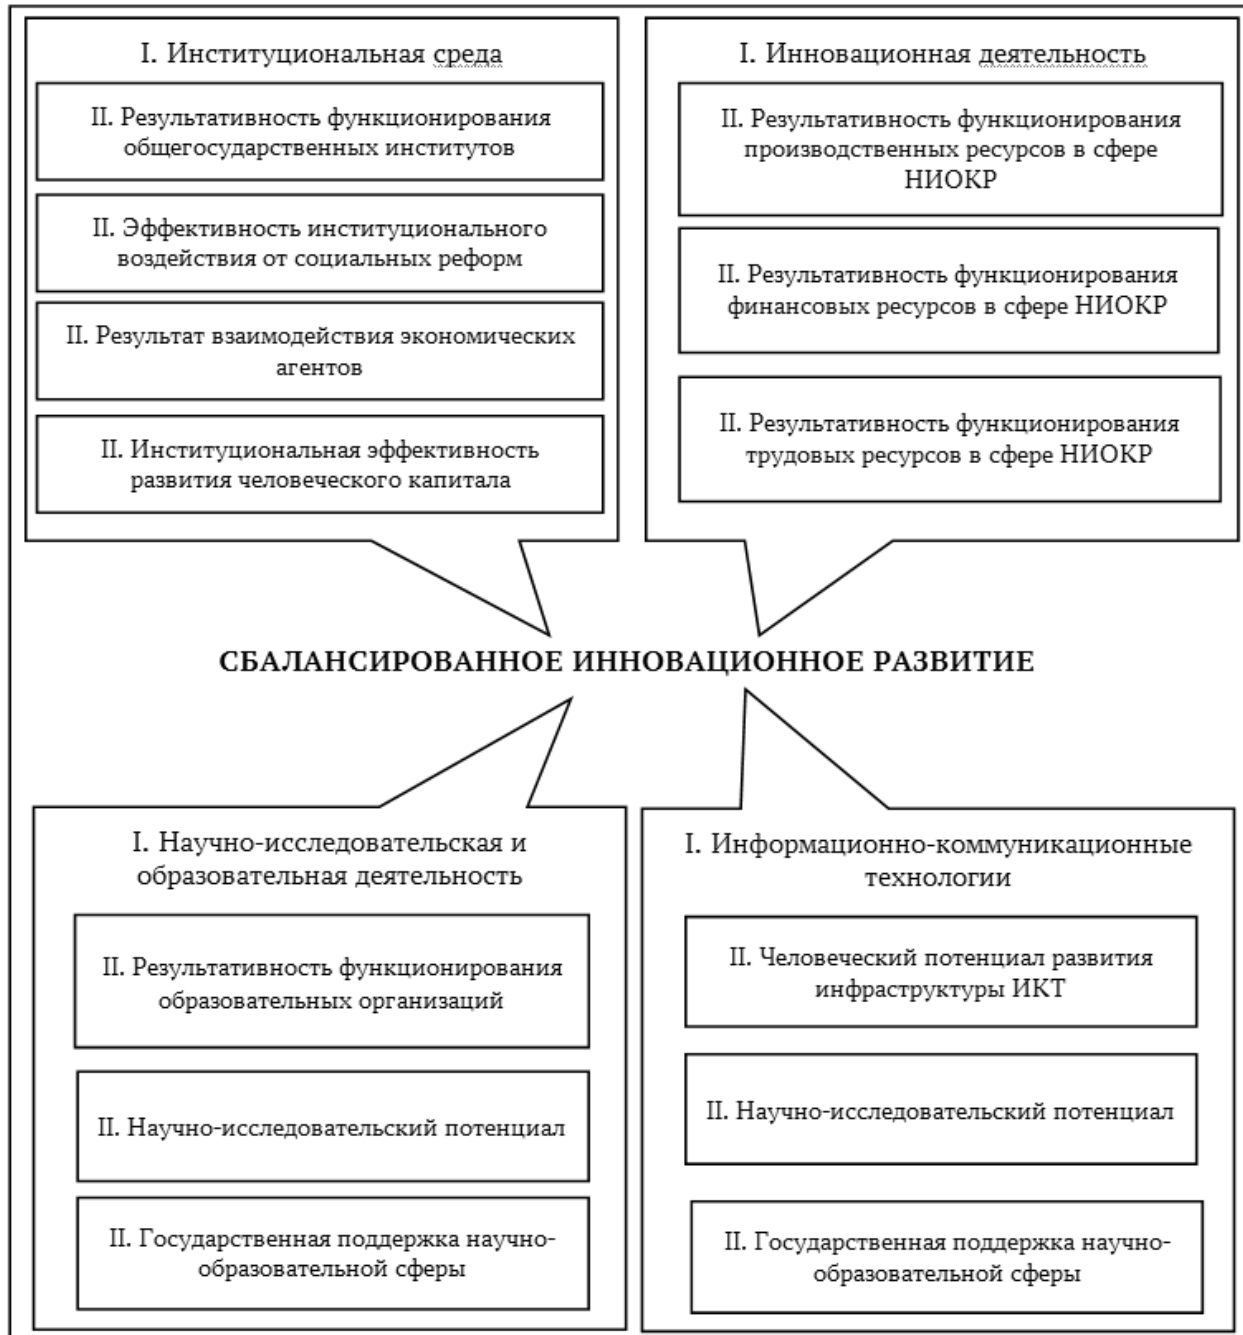 I. Институциональная среда
II. Результативность функционирования
общегосударственных институтов
II. Эффективность институционального
воздействия от социальных реформ
II. Результат взаимодействия экономических
агентов
II. Институциональная эффективность
развития человеческого капитала
I. Инновационная деятельность
II. Результативность функционирования
производственных ресурсов в сфере
НИОКР
II. Результативность функционирования
финансовых ресурсов в сфере НИОКР
II. Результативность функционирования
трудовых ресурсов в сфере НИОКР
СБАЛАНСИРОВАННОЕ ИННОВАЦИОННОЕ РАЗВИТИЕ
I. Научно-исследовательская и
образовательная деятельность
II. Результативность функционирования
образовательных организаций
II. Научно-исследовательский потенциал
II. Государственная поддержка научно-
образовательной сферы
I. Информационно-коммуникационные
технологии
II. Человеческий потенциал развития
инфраструктуры ИКТ
II. Научно-исследовательский потенциал
II. Государственная поддержка научно-
образовательной сферы